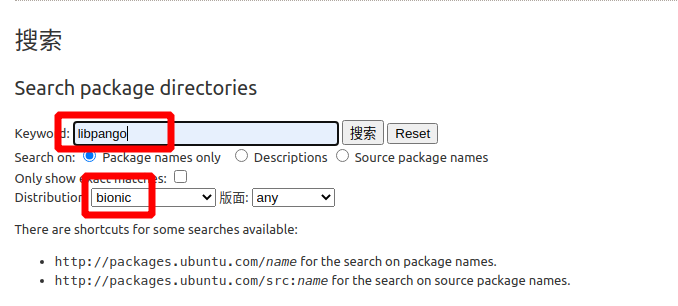 搜索
Search package directories
Keyword: libpango 搜索 Reset
Search on: Package names only Descriptions Source package names
Only show exact matches:
Distribution: bionic 版面: any
There are shortcuts for some searches available:
• http://packages.ubuntu.com/name for the search on package names.
• http://packages.ubuntu.com/src:name for the search on source package names.